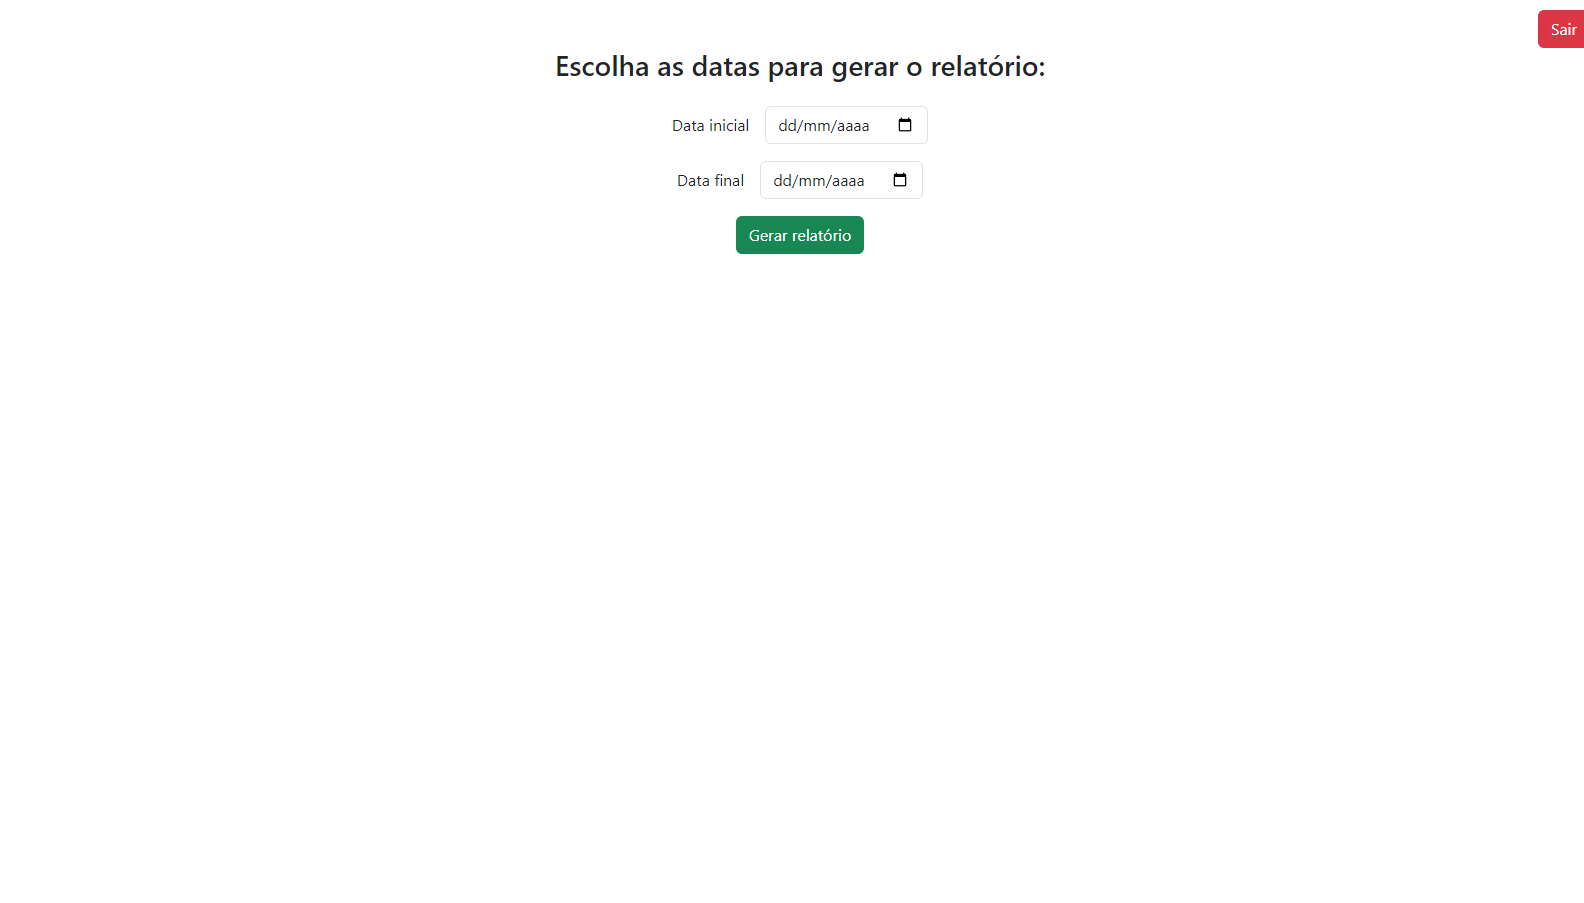 Sair
Escolha as datas para gerar o relatório:
Data inicial dd/mm/aaaa
Data final dd/mm/aaaa
Gerar relatório